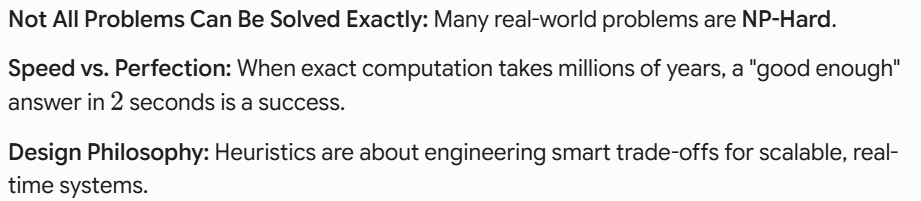 Not All Problems Can Be Solved Exactly: Many real-world problems are NP-Hard.
Speed vs. Perfection: When exact computation takes millions of years, a "good enough"
answer in 2 seconds is a success.
Design Philosophy: Heuristics are about engineering smart trade-offs for scalable, real-
time systems.